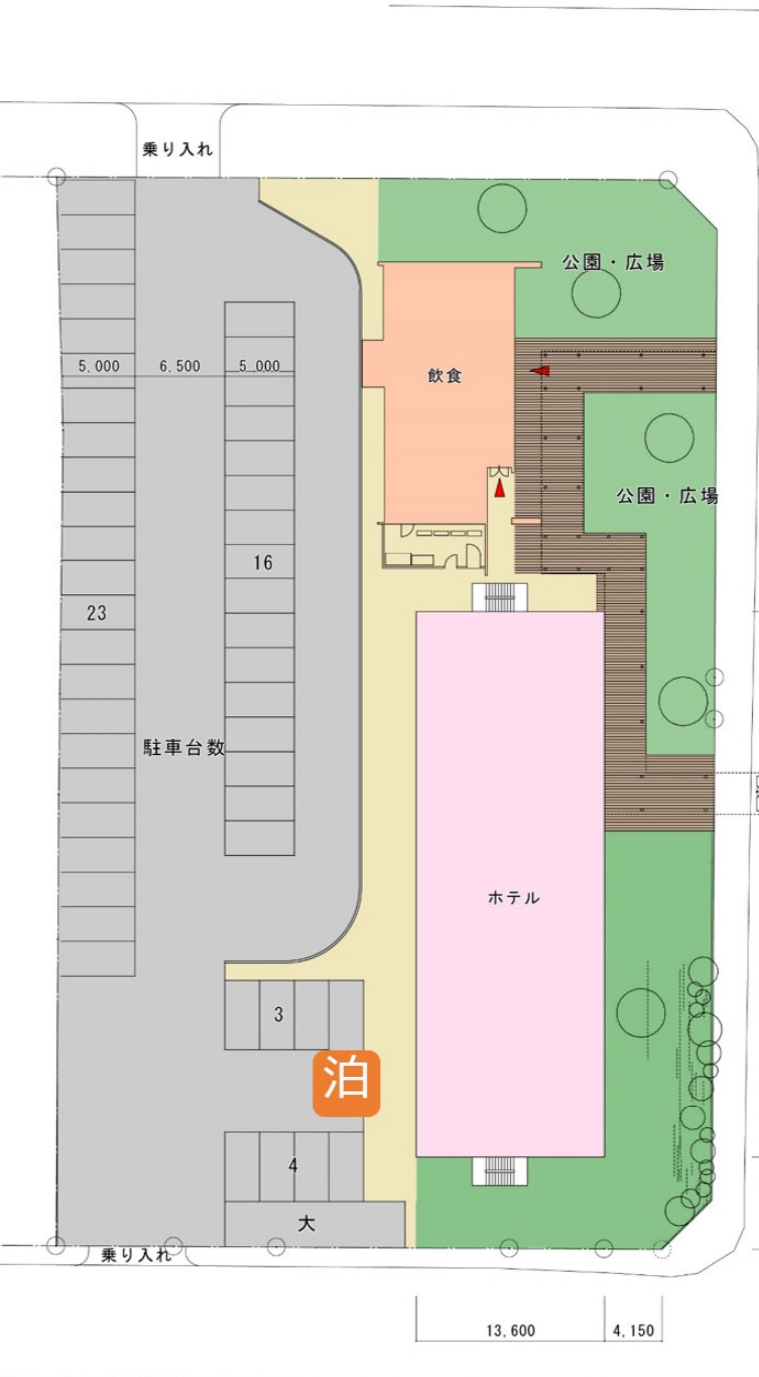 乗り入れ
公園・広場
5,000
6,500
5,000
飲食
公園・広場
16
23
駐車台数
ホテル
3
泊
4
大
乗り入れ
13,600
4,150